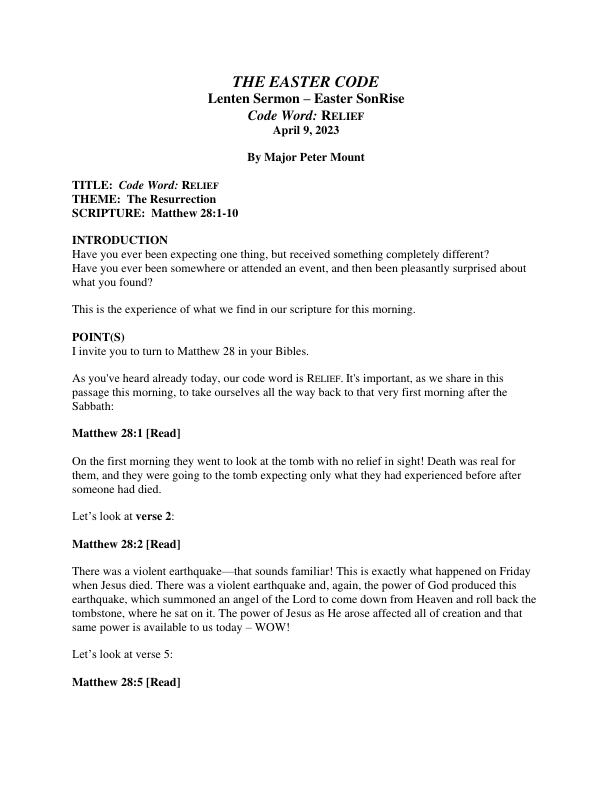 THE EASTER CODE
Lenten Sermon – Easter SonRise
Code Word: RELIEF
April 9, 2023
By Major Peter Mount
TITLE: Code Word: RELIEF
THEME: The Resurrection
SCRIPTURE: Matthew 28:1-10
INTRODUCTION
Have you ever been expecting one thing, but received something completely different?
Have you ever been somewhere or attended an event, and then been pleasantly surprised about
what you found?
This is the experience of what we find in our scripture for this morning.
POINT(S)
I invite you to turn to Matthew 28 in your Bibles.
As you've heard already today, our code word is RELIEF. It's important, as we share in this
passage this morning, to take ourselves all the way back to that very first morning after the
Sabbath:
Matthew 28:1 [Read]
On the first morning they went to look at the tomb with no relief in sight! Death was real for
them, and they were going to the tomb expecting only what they had experienced before after
someone had died.
Let’s look at verse 2:
Matthew 28:2 [Read]
There was a violent earthquake—that sounds familiar! This is exactly what happened on Friday
when Jesus died. There was a violent earthquake and, again, the power of God produced this
earthquake, which summoned an angel of the Lord to come down from Heaven and roll back the
tombstone, where he sat on it. The power of Jesus as He arose affected all of creation and that
same power is available to us today – WOW!
Let’s look at verse 5:
Matthew 28:5 [Read]